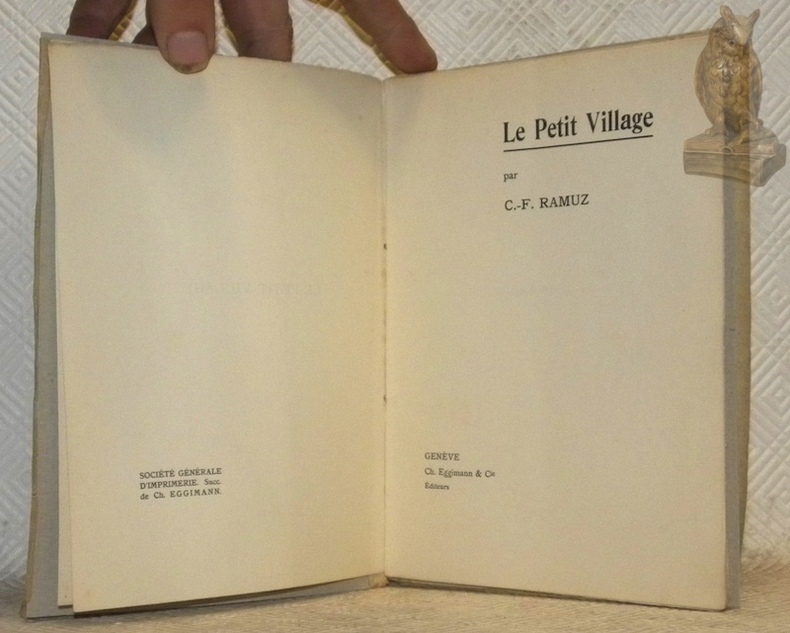 SOCIÉTÉ GÉNÉRALE
D'IMPRIMERIE. Succ.
de Ch. EGGIMANN.
Le Petit Village
par
C.-F. RAMUZ
GENÈVE
Ch. Eggimann & Cie
Éditeurs